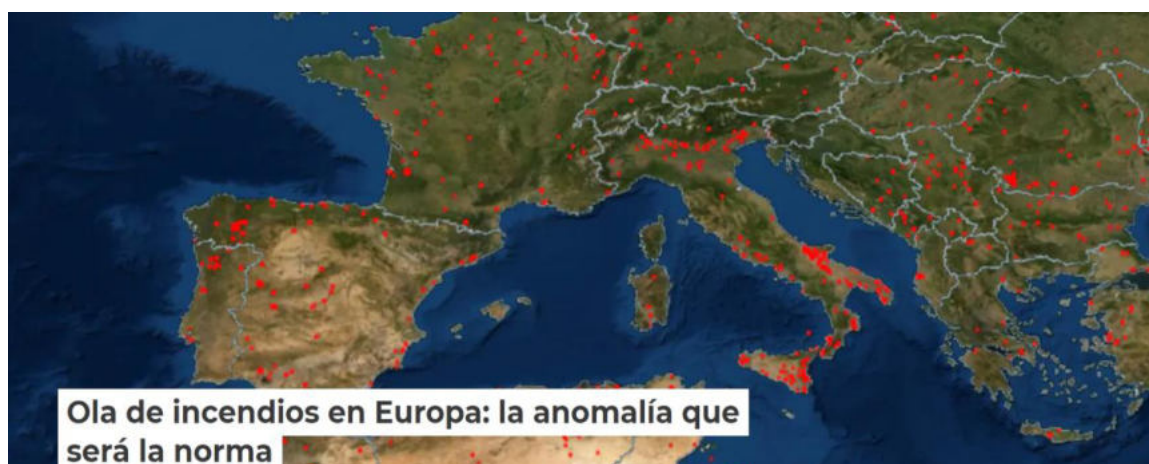 Ola de incendios en Europa: la anomalía que
será la norma